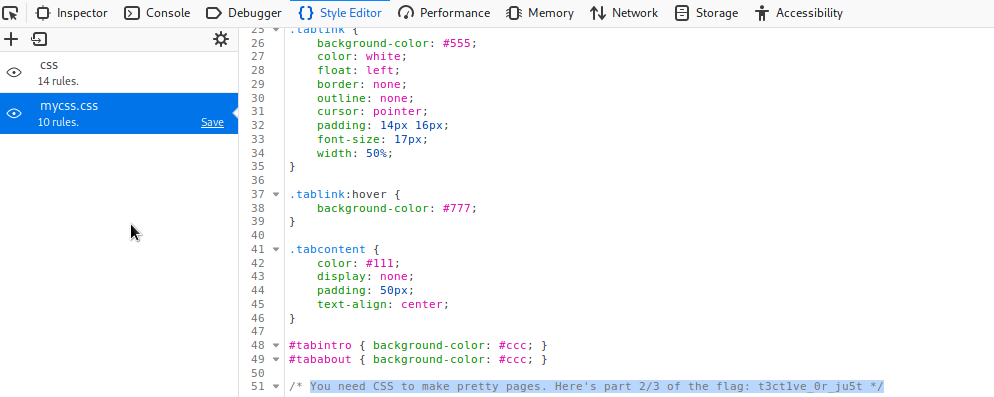 Inspector Console Debugger Style Editor Performance Memory Network Storage Accessibility
css
14 rules.
mycss.css
10 rules. Save
25 .tablink {
26 background-color: #555;
27 color: white;
28 float: left;
29 border: none;
30 outline: none;
31 cursor: pointer;
32 padding: 14px 16px;
33 font-size: 17px;
34 width: 50%;
35 }
36
37 .tablink:hover {
38 background-color: #777;
39 }
40
41 .tabcontent {
42 color: #111;
43 display: none;
44 padding: 50px;
45 text-align: center;
46 }
47
48 #tabintro { background-color: #ccc; }
49 #tababout { background-color: #ccc; }
50
51 /* You need CSS to make pretty pages. Here's part 2/3 of the flag: t3ct1ve_0r_ju5t */